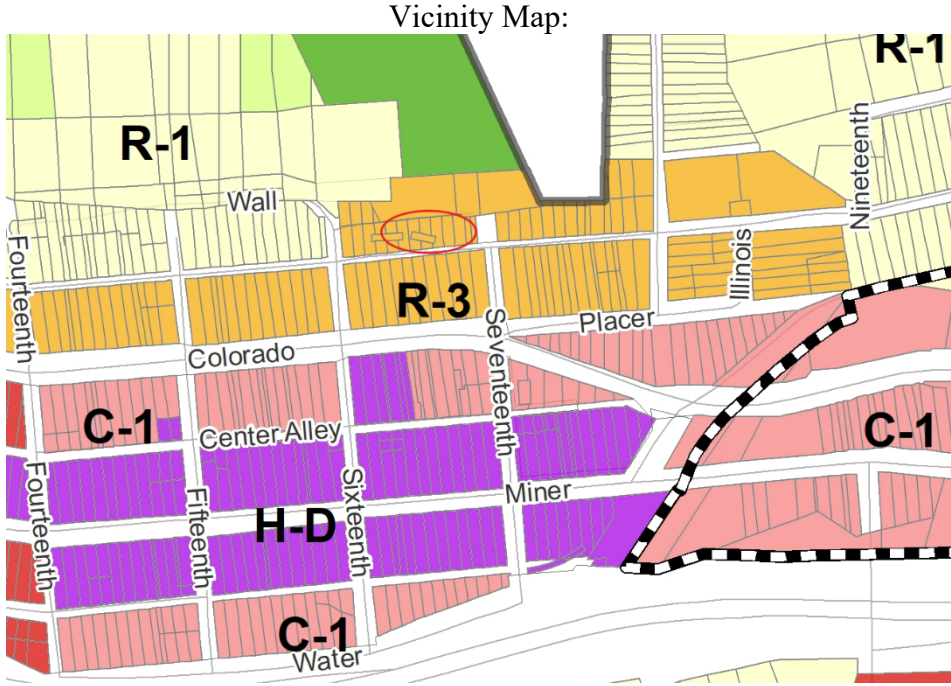 Vicinity Map:
R-1
R-1
Wall
Nineteenth
Fourteenth
Illinois
R-3
Placer
Seventeenth
Colorado
C-1
Center Alley
C-1
Fourteenth
Fifteenth
Sixteenth
Miner
H-D
C-1
Water